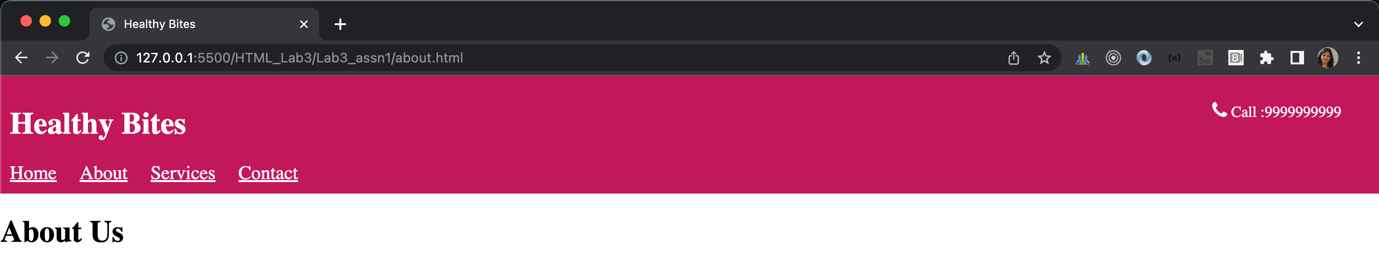 Healthy Bites
127.0.0.1:5500/HTML_Lab3/Lab3_assn1/about.html
Healthy Bites
Call :9999999999
Home About Services Contact
About Us